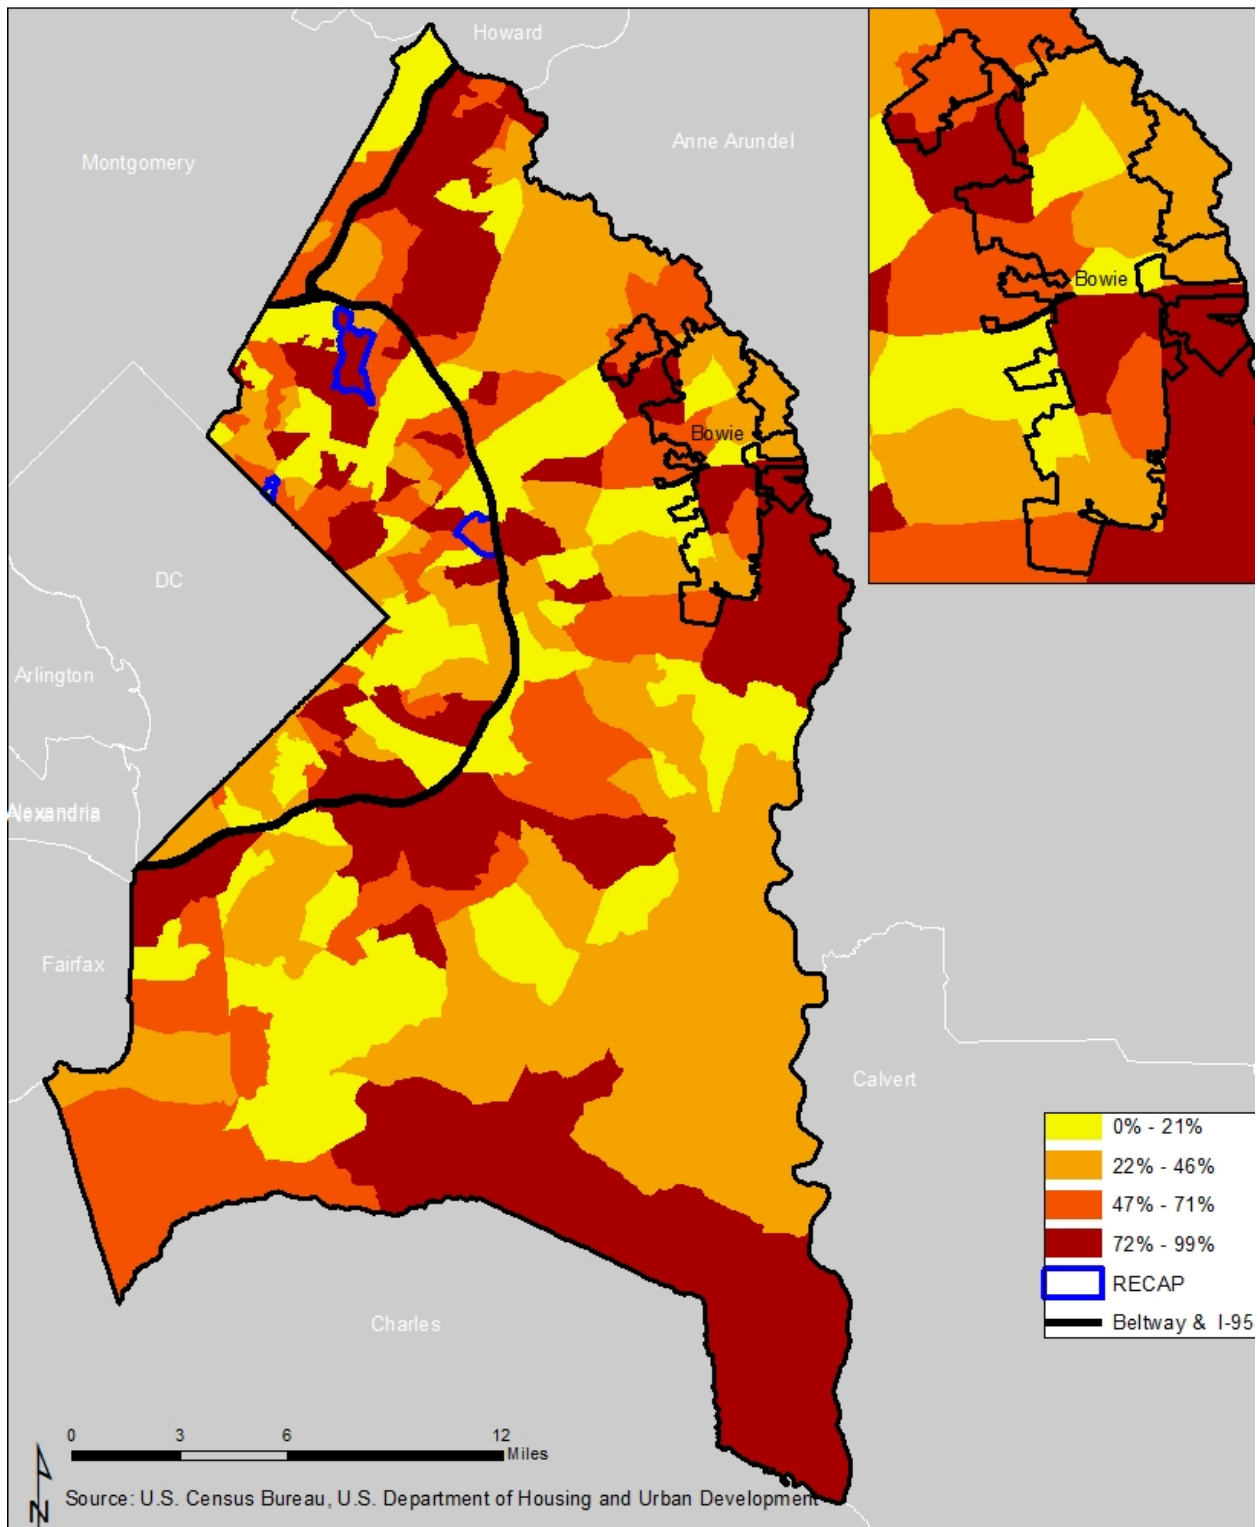 Howard
Anne Arundel
Montgomery
Bowie
Bowie
DC
Arlington
Alexandria
Alexandria
Fairfax
Calvert
Charles
0% - 21%
22% - 46%
47% - 71%
72% - 99%
RECAP
Beltway & I-95
0 3 6 12
Miles
N
Source: U.S. Census Bureau, U.S. Department of Housing and Urban Development